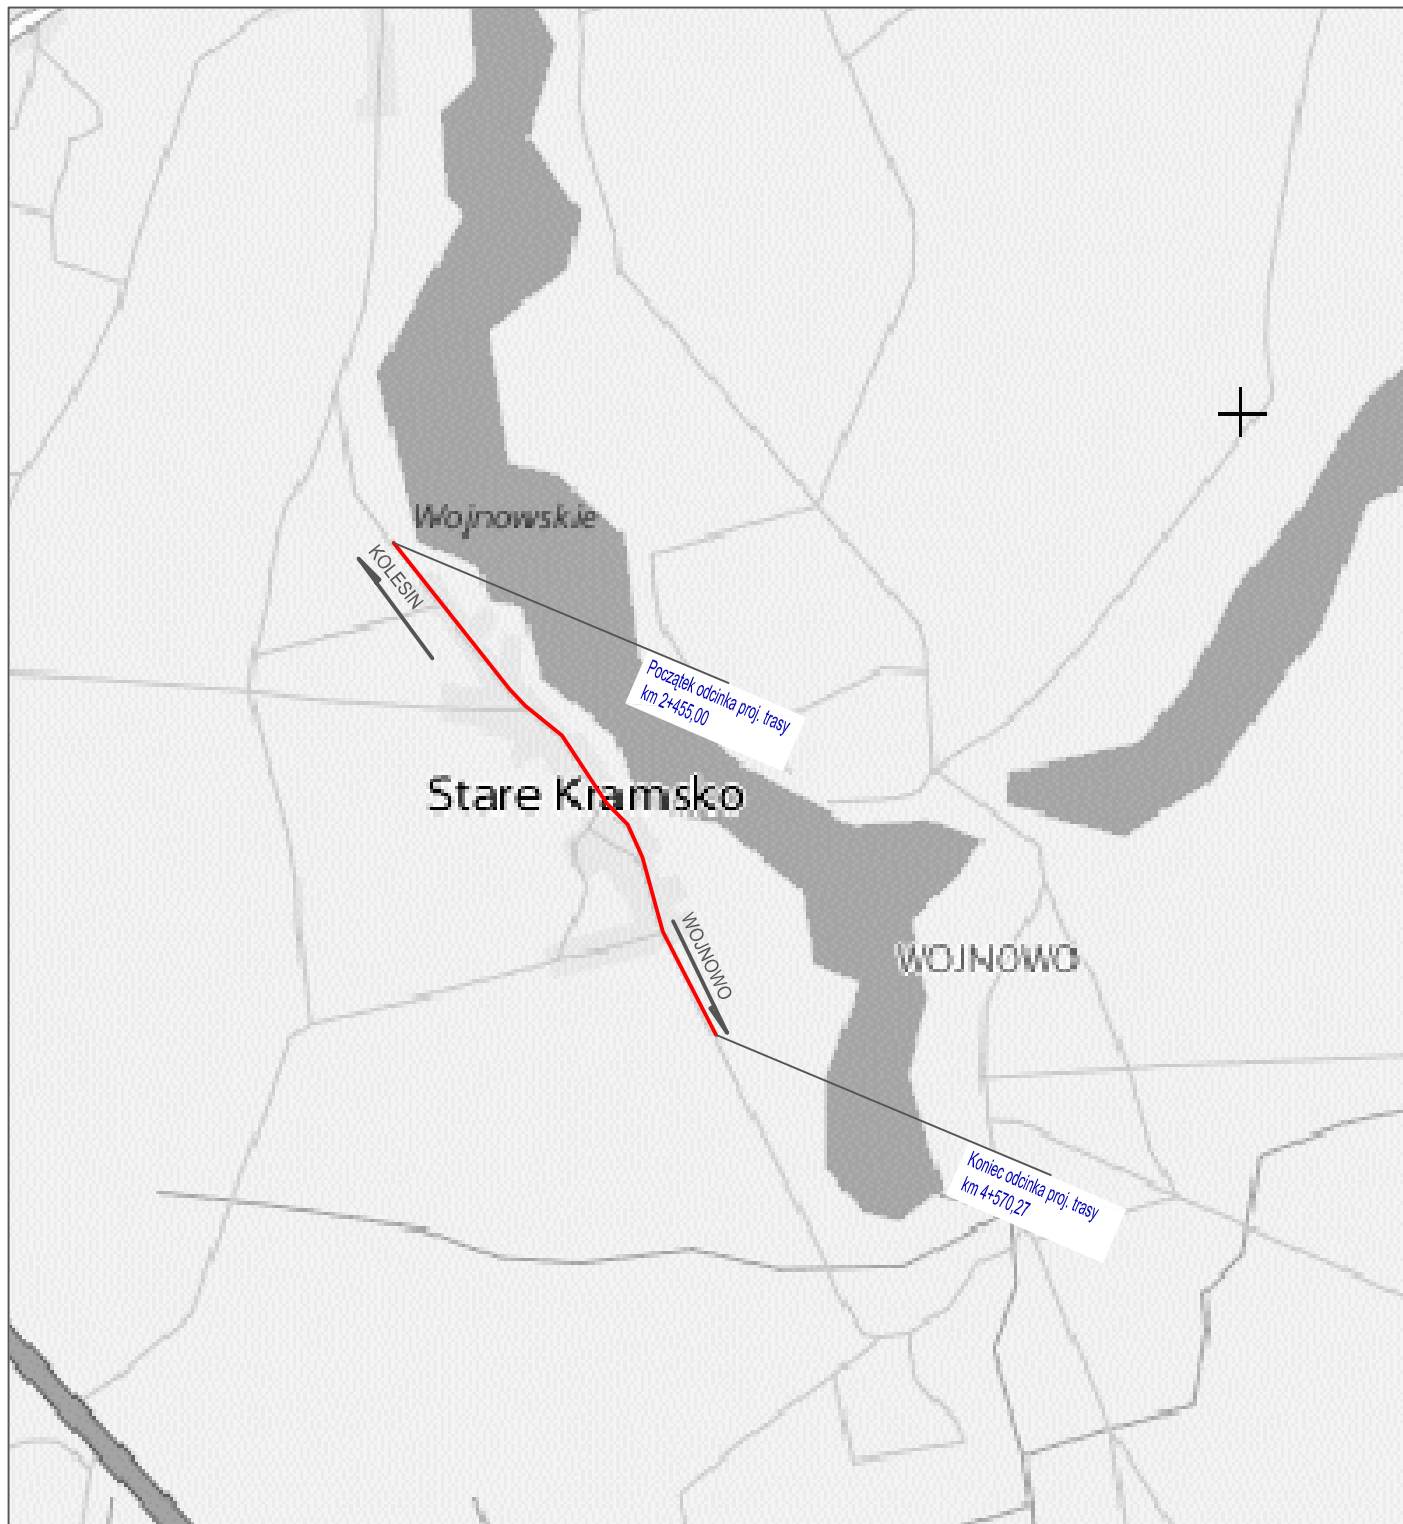 Wojnowskie
KOLESIN
Początek odcinka proj. trasy
km 2+455,00
Stare Kramsko
WOJNOWO
WOJNOWO
Koniec odcinka proj. trasy
km 4+570,27